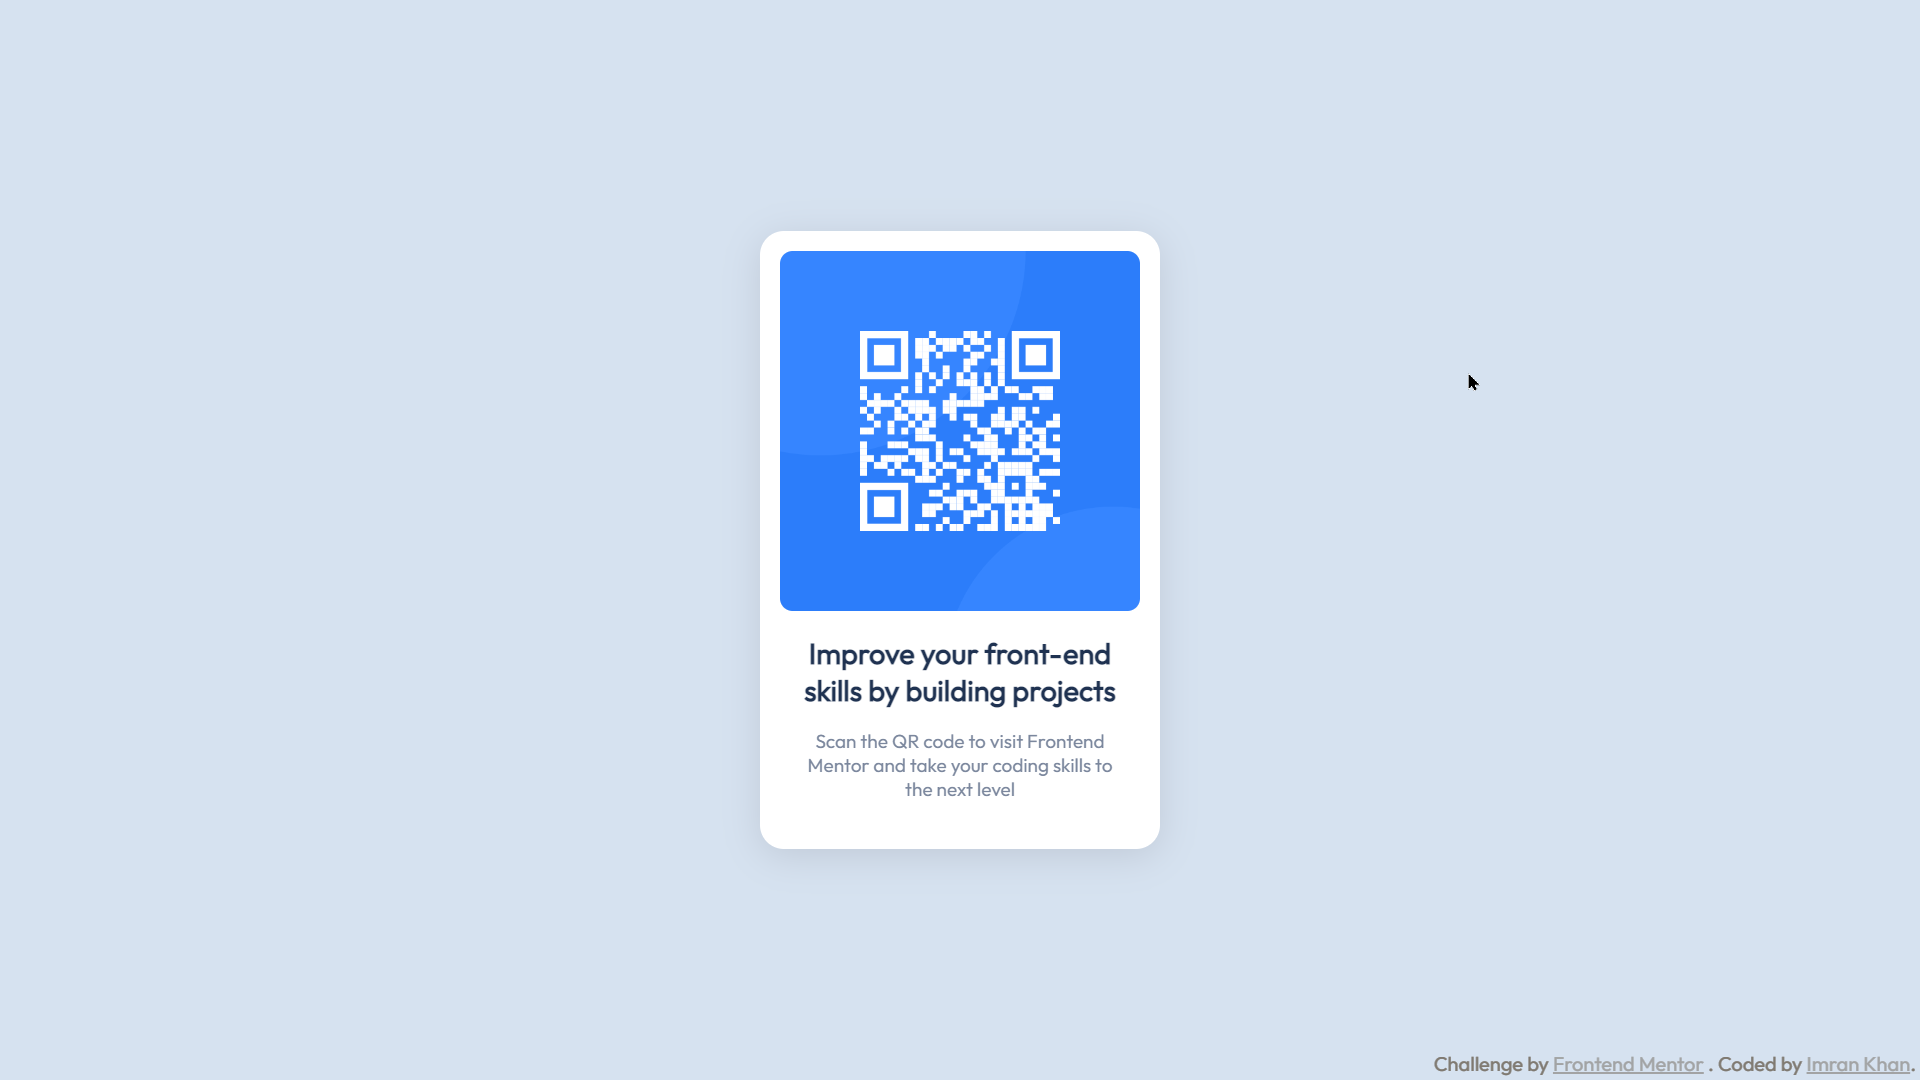 Improve your front-end
skills by building projects
Scan the QR code to visit Frontend
Mentor and take your coding skills to
the next level
Challenge by Frontend Mentor . Coded by Imran Khan.